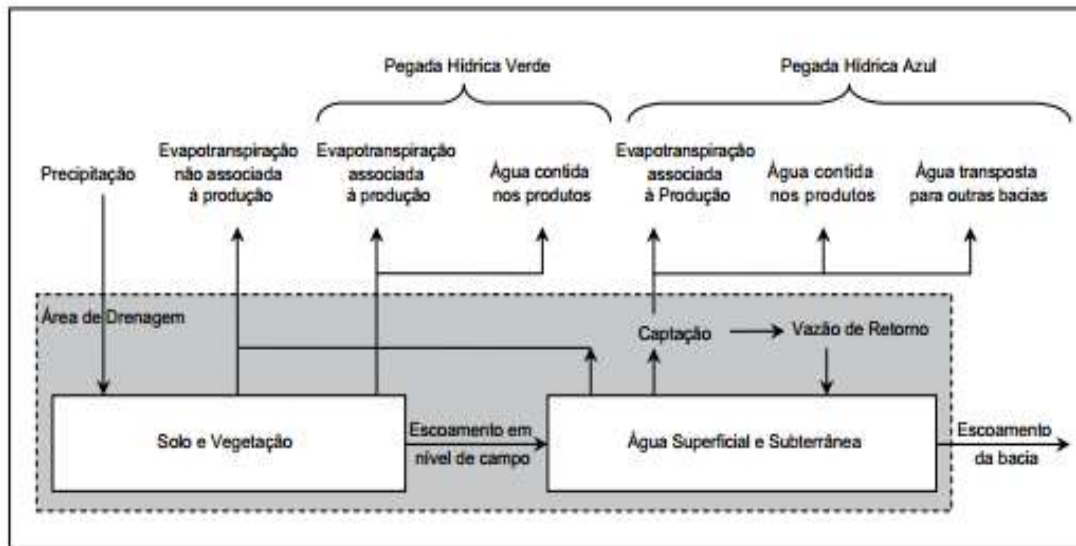 Pegada Hídrica Verde
Pegada Hídrica Azul
Precipitação
Evapotranspiração
não associada
à produção
Evapotranspiração
associada
à produção
Água contida
nos produtos
Evapotranspiração
associada
à Produção
Água contida
nos produtos
Água transposta
para outras bacias
Área de Drenagem
Captação
Vazão de Retorno
Solo e Vegetação
Escoamento em
nível de campo
Água Superficial e Subterrânea
Escoamento
da bacia